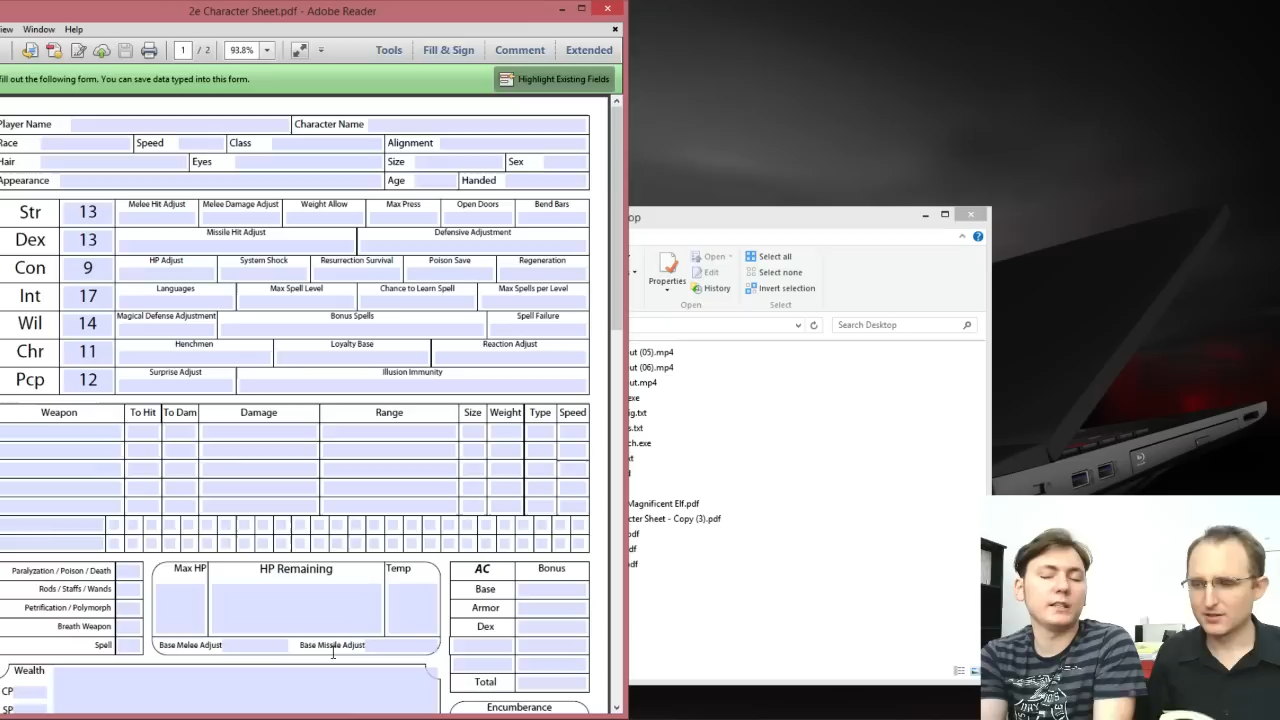 2e Character Sheet.pdf - Adobe Reader
Window Help
1 / 2 93.8% Tools Fill & Sign Comment Extended
fill out the following form. You can save data typed into this form. Highlight Existing Fields
Player Name Character Name
Race Speed Class Alignment
Hair Eyes Size Sex
Appearance Age Handed
Str 13 Melee Hit Adjust Melee Damage Adjust Weight Allow Max Press Open Doors Bend Bars
Dex 13 Missile Hit Adjust Defensive Adjustment
Con 9 HP Adjust System Shock Resurrection Survival Poison Save Regeneration
Int 17 Languages Max Spell Level Chance to Learn Spell Max Spells per Level
Wil 14 Magical Defense Adjustment Bonus Spells Spell Failure
Chr 11 Henchmen Loyalty Base Reaction Adjust
Pcp 12 Surprise Adjust Illusion Immunity
Weapon To Hit To Dam Damage Range Size Weight Type Speed
Paralyzation / Poison / Death
Rods / Staffs / Wands
Petrification / Polymorph
Breath Weapon
Spell
Max HP HP Remaining Temp
Base Melee Adjust Base Missile Adjust
AC Bonus
Base
Armor
Dex
Total
Wealth
CP
SP
Encumberance
op
Properties
Open
Edit
History
Open
Select all
Select none
Invert selection
Select
Search Desktop
ut (05).mp4
ut (06).mp4
ut.mp4
exe
ig.txt
s.txt
ch.exe
xt
Magnificent Elf.pdf
cter Sheet - Copy (3).pdf
df
df
df